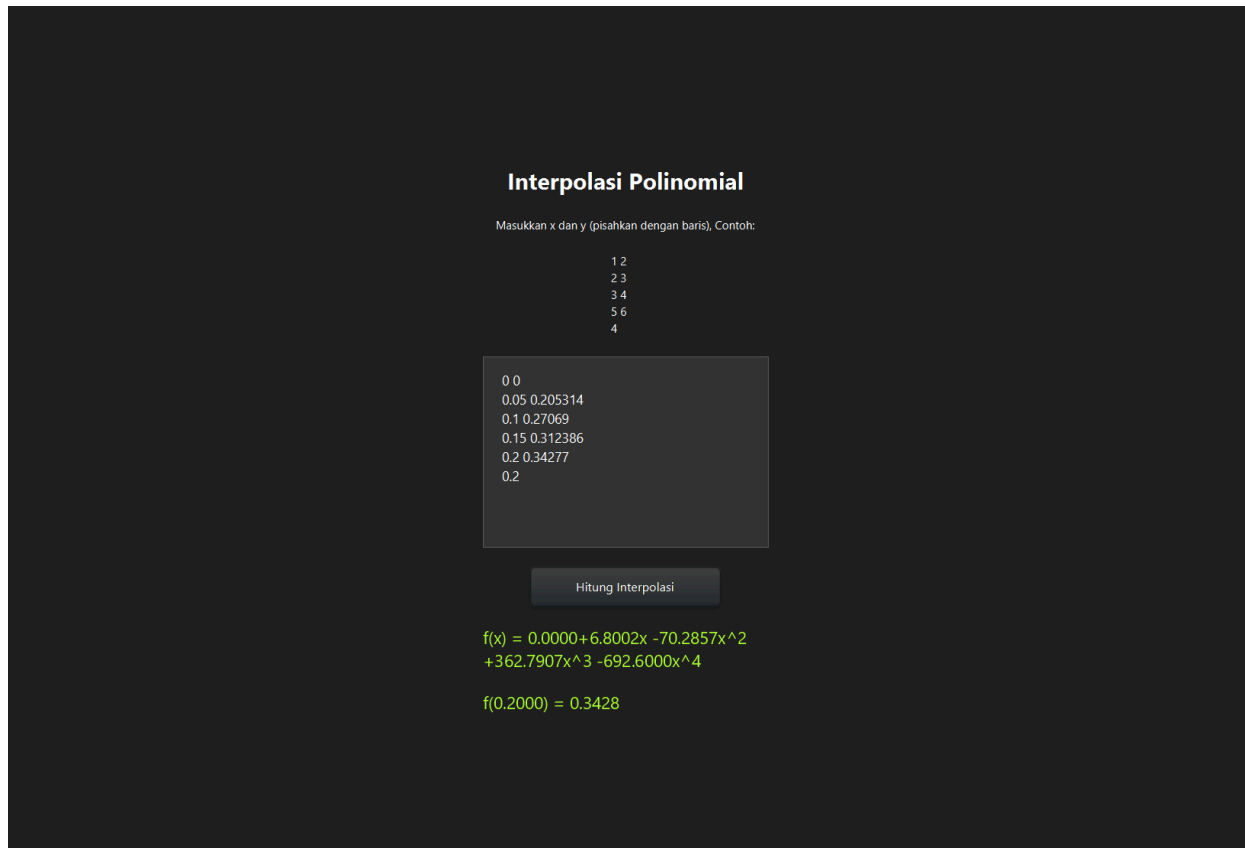 Interpolasi Polinomial
Masukkan x dan y (pisahkan dengan baris), Contoh:
1 2
2 3
3 4
5 6
4
0 0
0.05 0.205314
0.1 0.27069
0.15 0.312386
0.2 0.34277
0.2
Hitung Interpolasi
f(x) = 0.0000+6.8002x -70.2857x^2
+362.7907x^3 -692.6000x^4
f(0.2000) = 0.3428